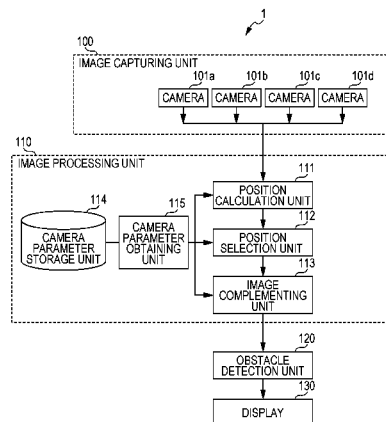 1
100
IMAGE CAPTURING UNIT
101a 101b 101c 101d
CAMERA CAMERA CAMERA CAMERA
110
IMAGE PROCESSING UNIT
111
POSITION
CALCULATION UNIT
114
CAMERA
PARAMETER
STORAGE UNIT
115
CAMERA
PARAMETER
OBTAINING
UNIT
112
POSITION
SELECTION UNIT
113
IMAGE
COMPLEMENTING
UNIT
120
OBSTACLE
DETECTION UNIT
130
DISPLAY